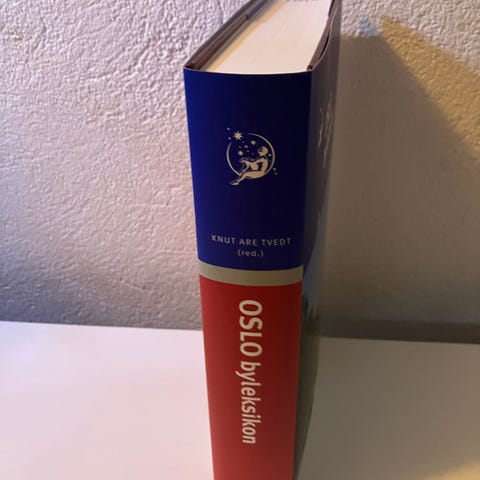 KNUT ARE TVEDT
(red.)
OSLO byleksikon